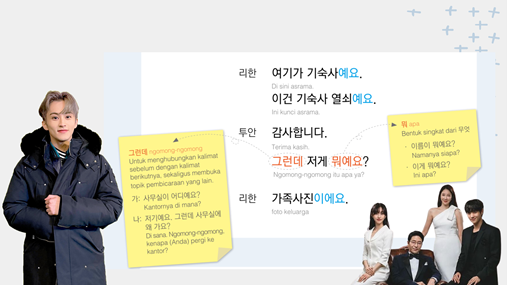 리한 여기가 기숙사예요.
Di sini asrama.
이건 기숙사 열쇠예요.
Ini kunci asrama.
투안 감사합니다.
Terima kasih.
그런데 저게 뭐예요?
Ngomong-ngomong itu apa ya?
리한 가족사진이에요.
foto keluarga
그런데 ngomong-ngomong
Untuk menghubungkan kalimat
sebelum dengan kalimat
berikutnya, sekaligus membuka
topik pembicaraan yang lain.
가: 사무실이 어디예요?
Kantornya di mana?
나: 저기예요. 그런데 사무실에
왜 가요?
Di sana. Ngomong-ngomong,
kenapa (Anda) pergi ke
kantor?
뭐 apa
Bentuk singkat dari 무엇
· 이름이 뭐예요?
Namanya siapa?
· 이게 뭐예요?
Ini apa?